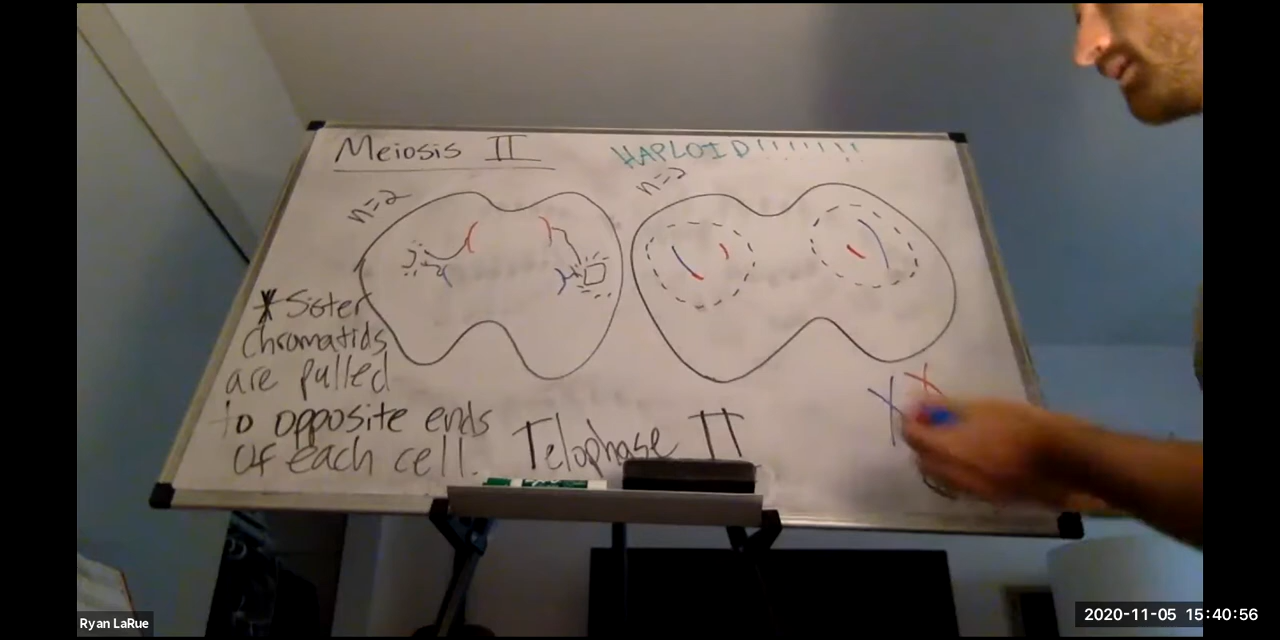 Meiosis II
HAPLOID!!!!!!!
n=2
n=2
*Sister
chromatids
are pulled
to opposite ends
of each cell.
Telophase II
Ryan LaRue
2020-11-05 15:40:56